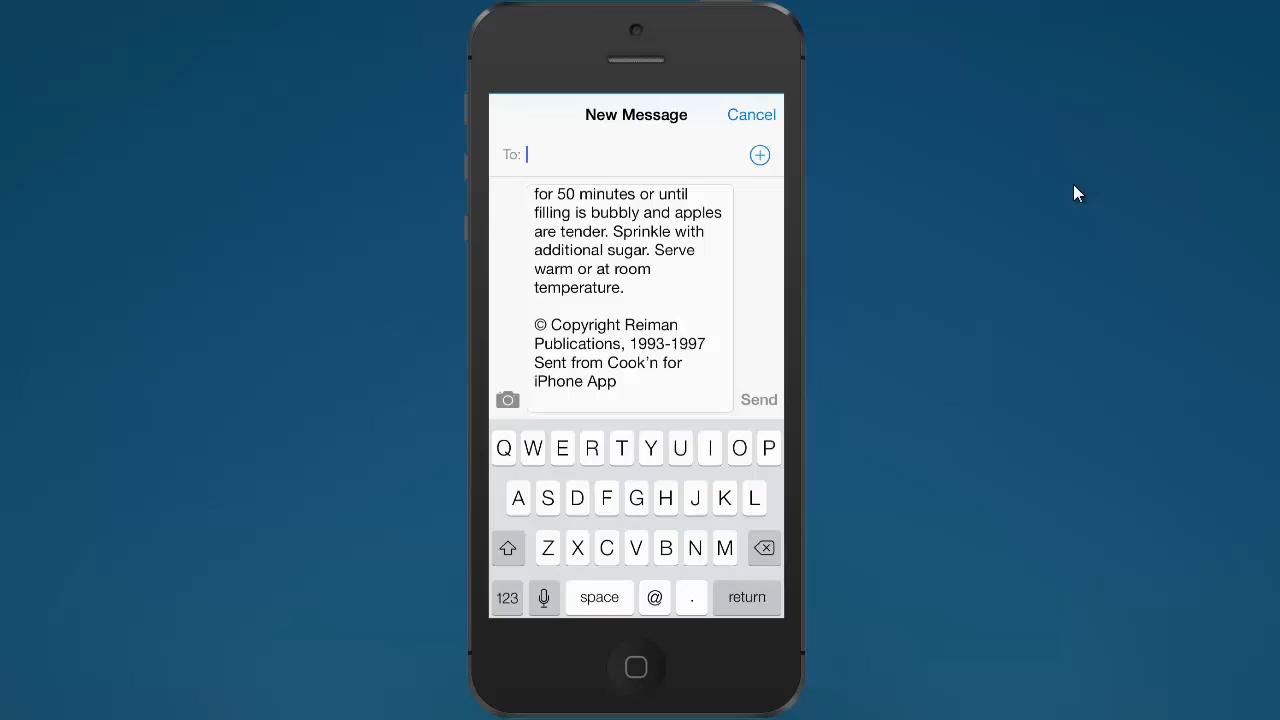 New Message
Cancel
To:
for 50 minutes or until
filling is bubbly and apples
are tender. Sprinkle with
additional sugar. Serve
warm or at room
temperature.
© Copyright Reiman
Publications, 1993-1997
Sent from Cook'n for
iPhone App
Send
Q W E R T Y U I O P
A S D F G H J K L
Z X C V B N M
123 space @ . return